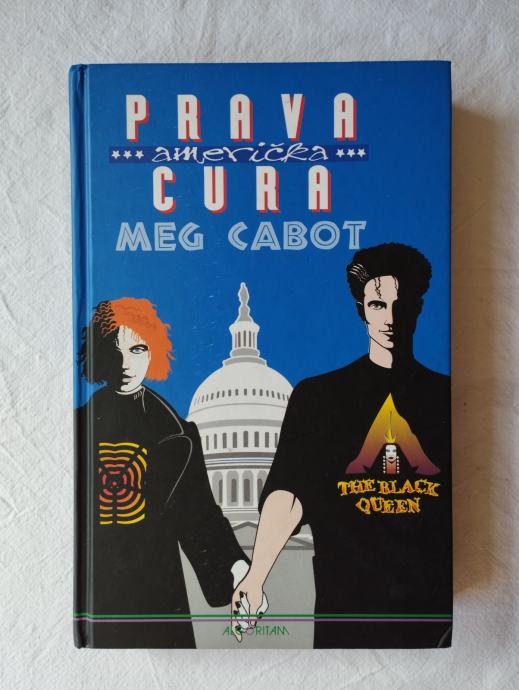 PRAVA
američka
CURA
MEG CABOT
THE BLACK
QUEEN
ALGORITAM